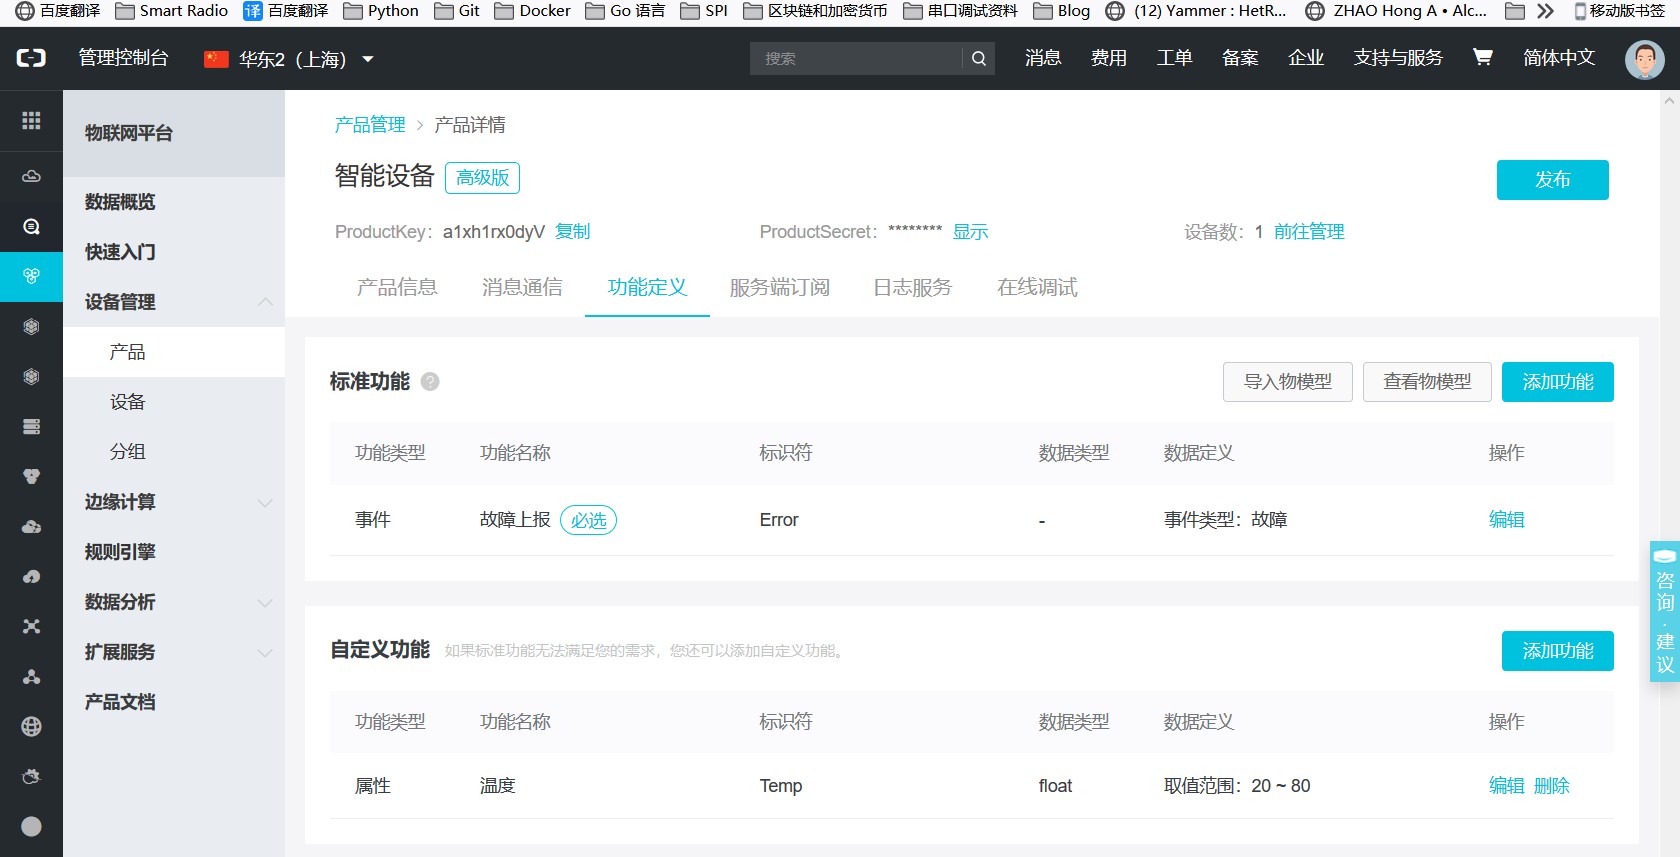 百度翻译 Smart Radio 译 百度翻译 Python Git Docker Go 语言 SPI 区块链和加密货币 串口调试资料 Blog (12) Yammer : HetR... ZHAO Hong A • Alc... 移动版书签
管理控制台 华东2（上海） 搜索 消息 费用 工单 备案 企业 支持与服务 简体中文
物联网平台
数据概览
快速入门
设备管理
产品
设备
分组
边缘计算
规则引擎
数据分析
扩展服务
产品文档
产品管理 > 产品详情
智能设备 高级版 发布
ProductKey：a1xh1rx0dyV 复制 ProductSecret：******** 显示 设备数：1 前往管理
产品信息 消息通信 功能定义 服务端订阅 日志服务 在线调试
标准功能 ? 导入物模型 查看物模型 添加功能
功能类型 功能名称 标识符 数据类型 数据定义 操作
事件 故障上报 必选 Error - 事件类型：故障 编辑
自定义功能 如果标准功能无法满足您的需求，您还可以添加自定义功能。 添加功能
功能类型 功能名称 标识符 数据类型 数据定义 操作
属性 温度 Temp float 取值范围：20 ~ 80 编辑 删除
咨询·建议